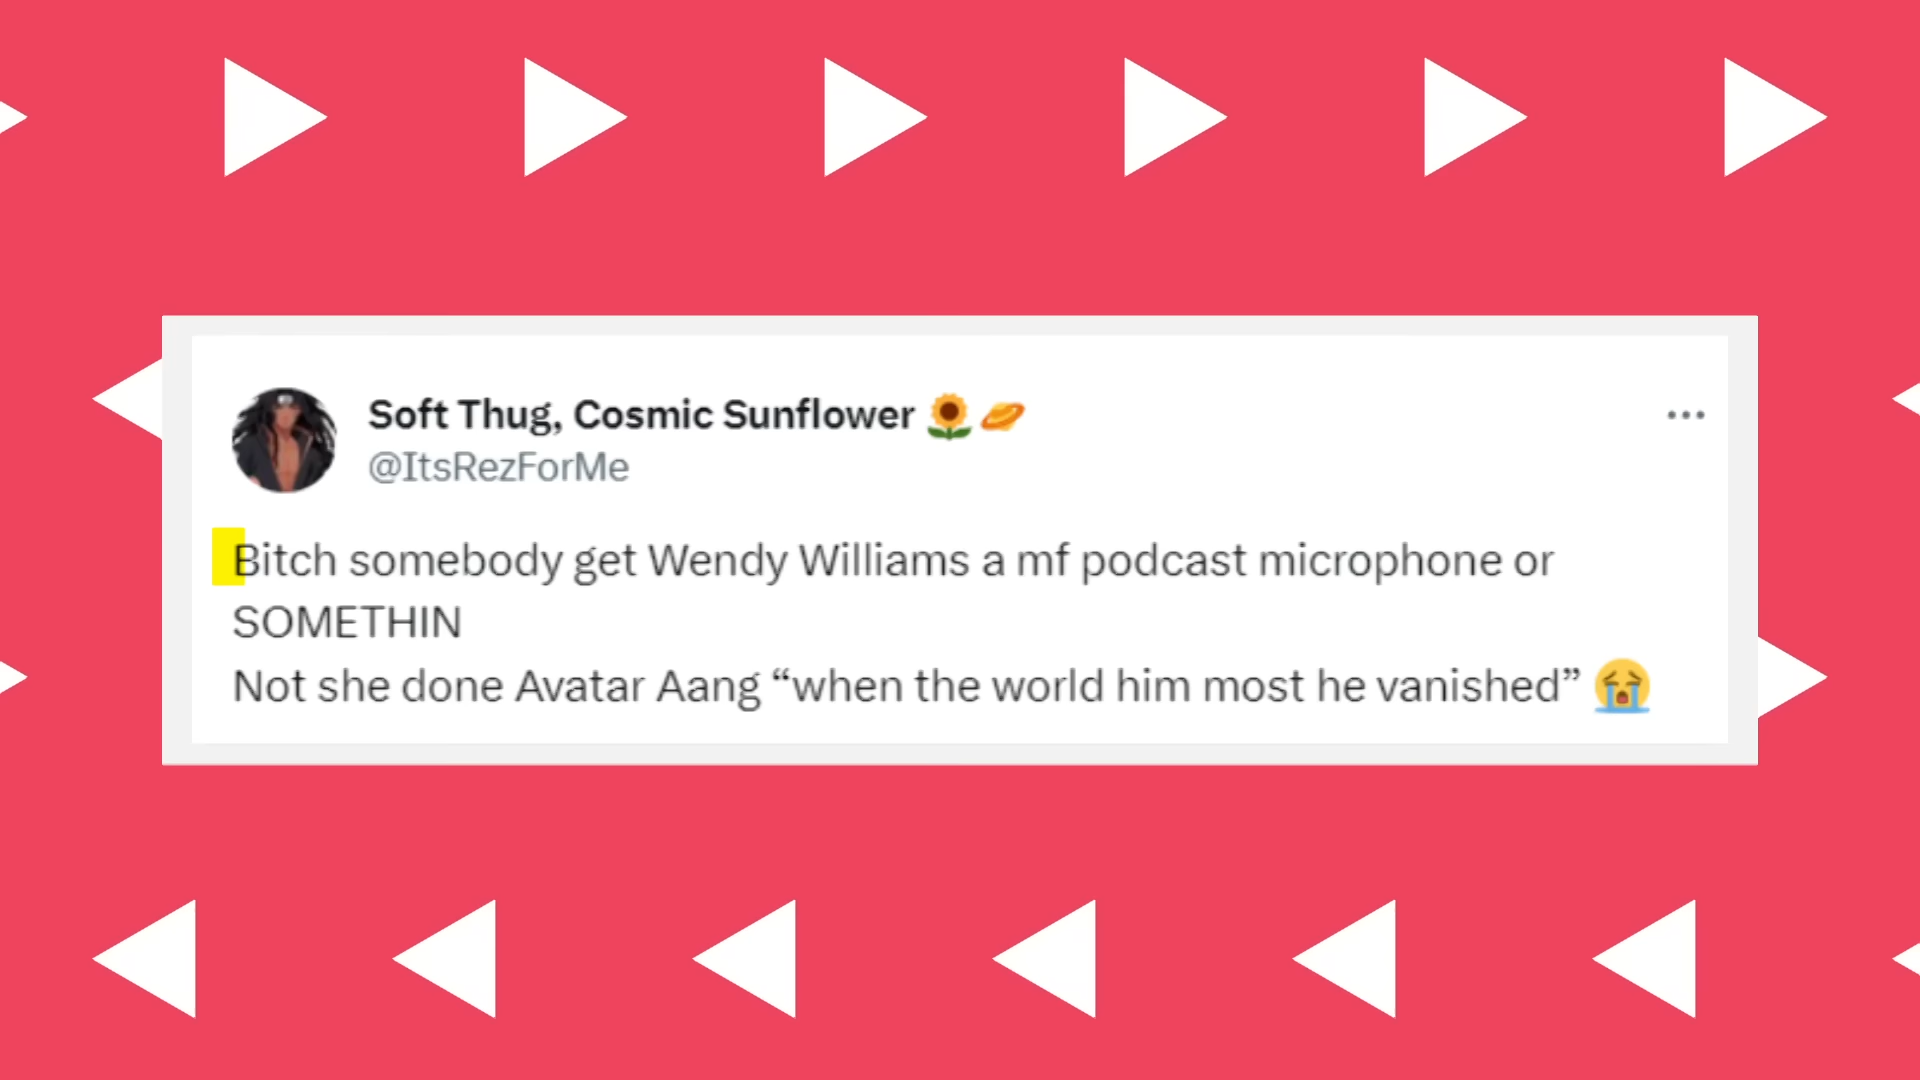 Soft Thug, Cosmic Sunflower 🌻🪐
@ItsRezForMe
Bitch somebody get Wendy Williams a mf podcast microphone or
SOMETHIN
Not she done Avatar Aang “when the world him most he vanished” 😭